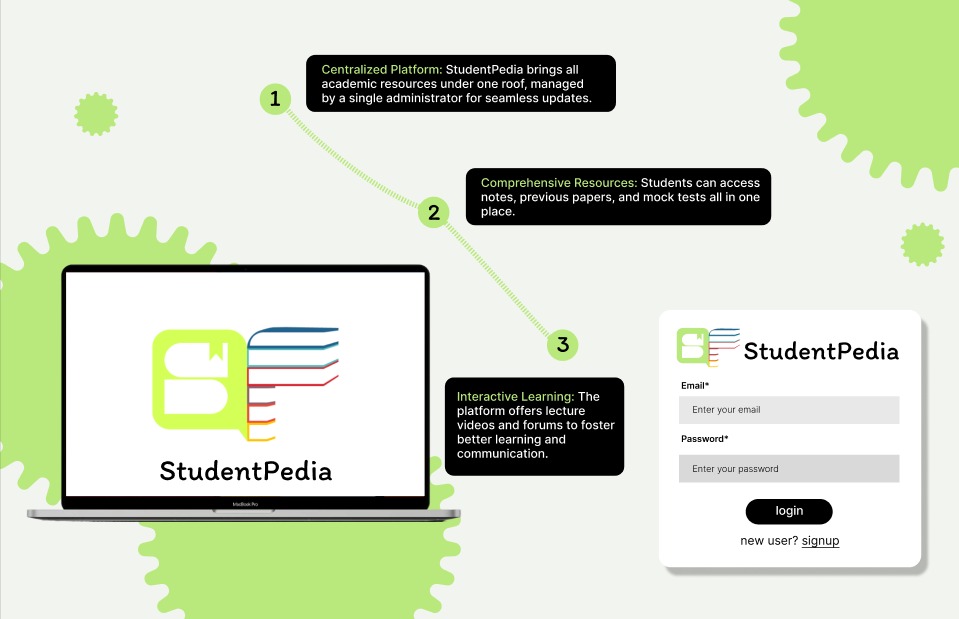 1
Centralized Platform: StudentPedia brings all
academic resources under one roof, managed
by a single administrator for seamless updates.
2
Comprehensive Resources: Students can access
notes, previous papers, and mock tests all in one
place.
3
Interactive Learning: The
platform offers lecture
videos and forums to foster
better learning and
communication.
StudentPedia
MacBook Pro
StudentPedia
Email*
Enter your email
Password*
Enter your password
login
new user? signup